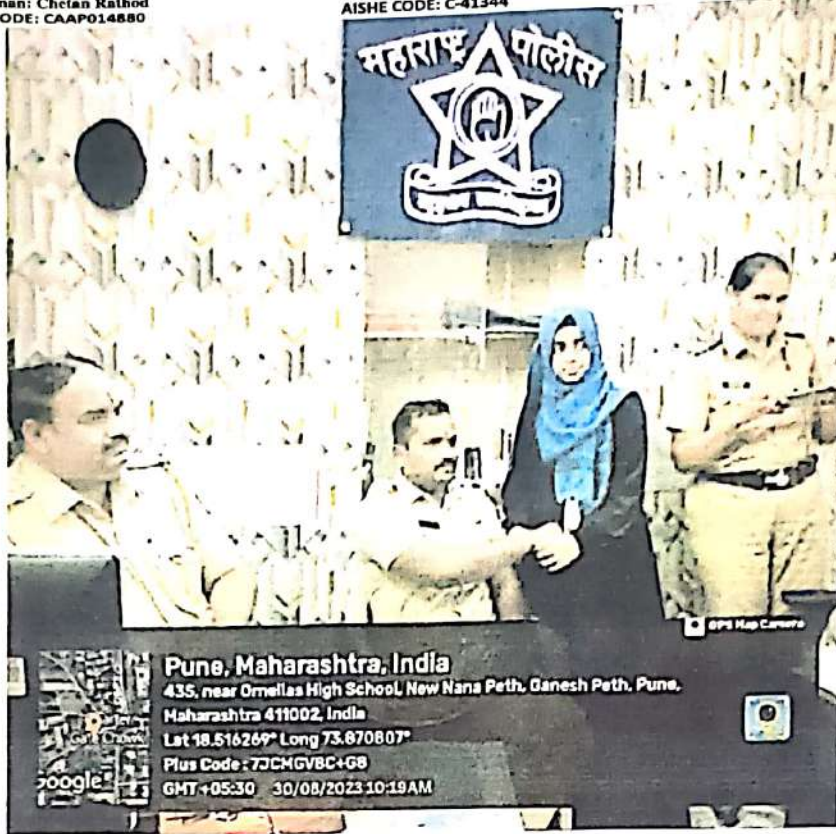 nan: Chetan Rathod
ODE: CAAP014880
AISHE CODE: C-41344
महाराष्ट्र पोलीस
GPS Map Camera
Pune, Maharashtra, India
435, near Ornellas High School, New Nana Peth, Ganesh Peth, Pune,
Maharashtra 411002, India
Lat 18.516269° Long 73.870807°
Plus Code : 7JCMGVBC+G8
GMT +05:30 30/08/2023 10:19AM
Google